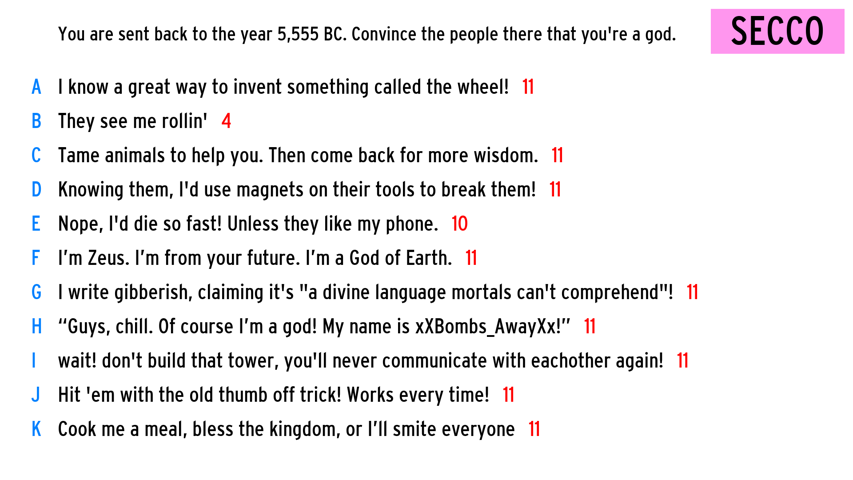 You are sent back to the year 5,555 BC. Convince the people there that you're a god.
SECCO
A I know a great way to invent something called the wheel! 11
B They see me rollin' 4
C Tame animals to help you. Then come back for more wisdom. 11
D Knowing them, I'd use magnets on their tools to break them! 11
E Nope, I'd die so fast! Unless they like my phone. 10
F I’m Zeus. I’m from your future. I’m a God of Earth. 11
G I write gibberish, claiming it's "a divine language mortals can't comprehend"! 11
H “Guys, chill. Of course I’m a god! My name is xXBombs_AwayXx!” 11
I wait! don't build that tower, you'll never communicate with eachother again! 11
J Hit 'em with the old thumb off trick! Works every time! 11
K Cook me a meal, bless the kingdom, or I’ll smite everyone 11